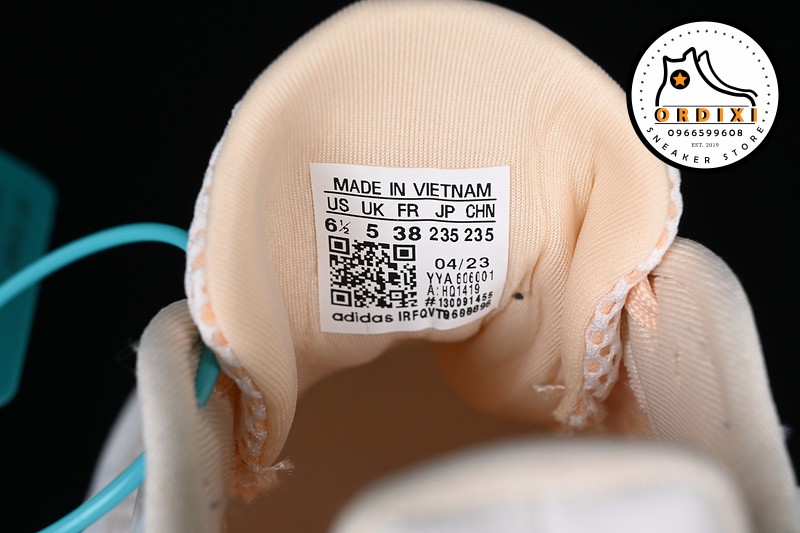 MADE IN VIETNAM
US UK FR JP CHN
6½ 5 38 235 235
04/23
YYA 606001
A: HQ1419
#130091455
adidas
ORDIXI
0966599608
EST. 2019
SNEAKER STORE